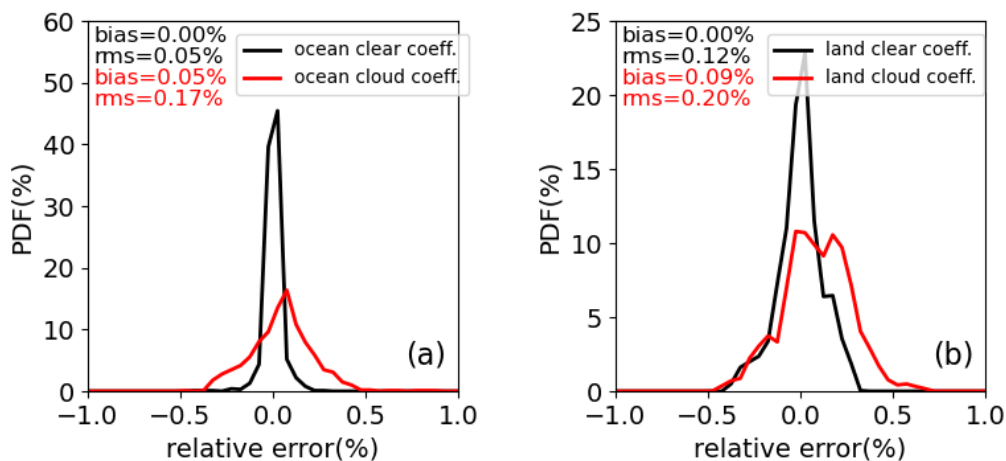 bias=0.00%
rms=0.05%
bias=0.05%
rms=0.17%
ocean clear coeff.
ocean cloud coeff.
60
50
40
30
20
10
0
PDF(%)
(a)
−1.0 −0.5 0.0 0.5 1.0
relative error(%)
bias=0.00%
rms=0.12%
bias=0.09%
rms=0.20%
land clear coeff.
land cloud coeff.
25
20
15
10
5
0
PDF(%)
(b)
−1.0 −0.5 0.0 0.5 1.0
relative error(%)